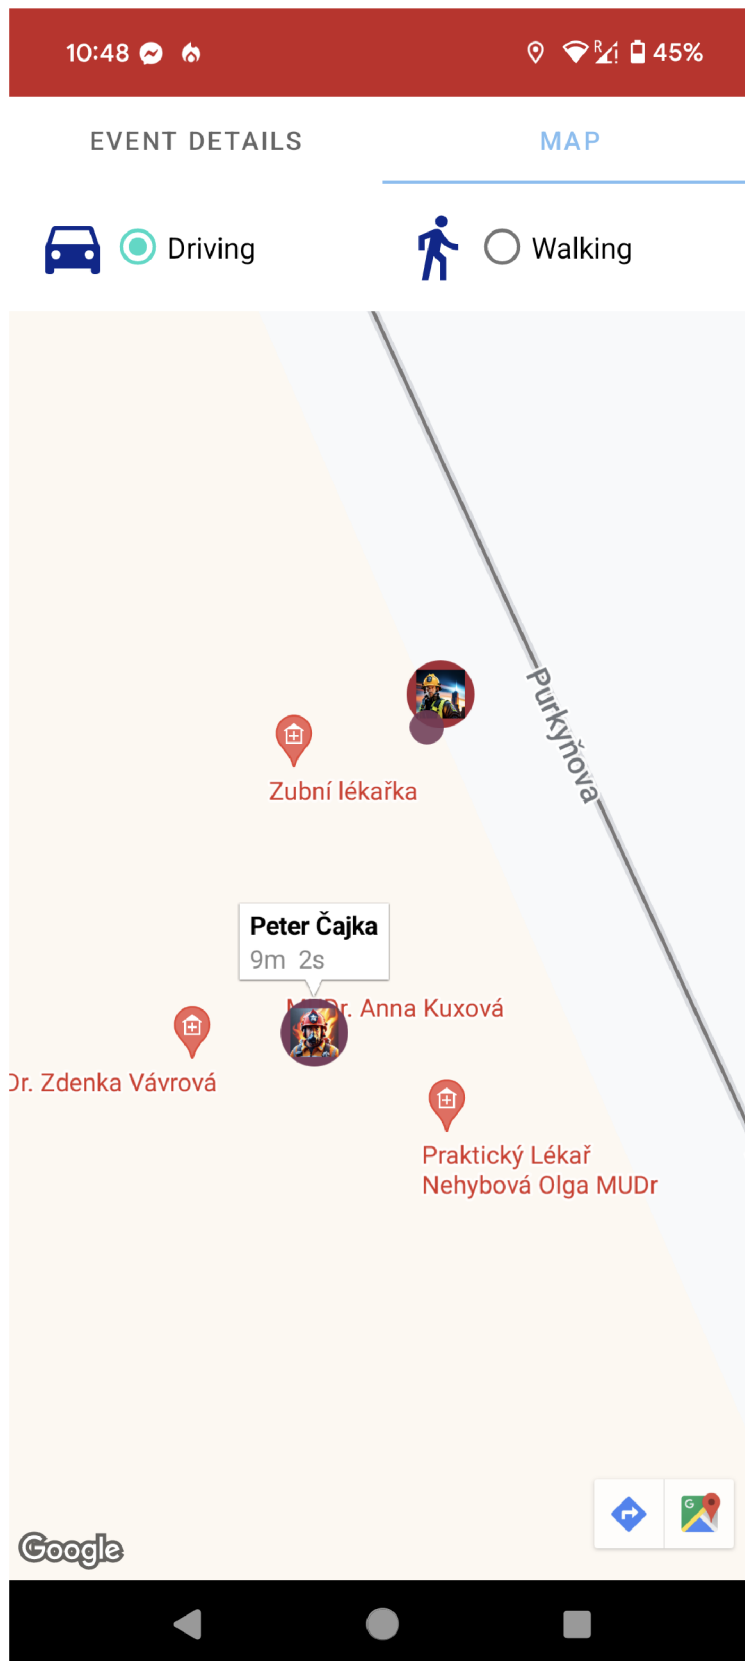 10:48
R
45%
EVENT DETAILS
MAP
Driving
Walking
Purkyňova
Zubní lékařka
Peter Čajka
9m 2s
Dr. Anna Kuxová
Dr. Zdenka Vávrová
Praktický Lékař
Nehybová Olga MUDr
G
Google